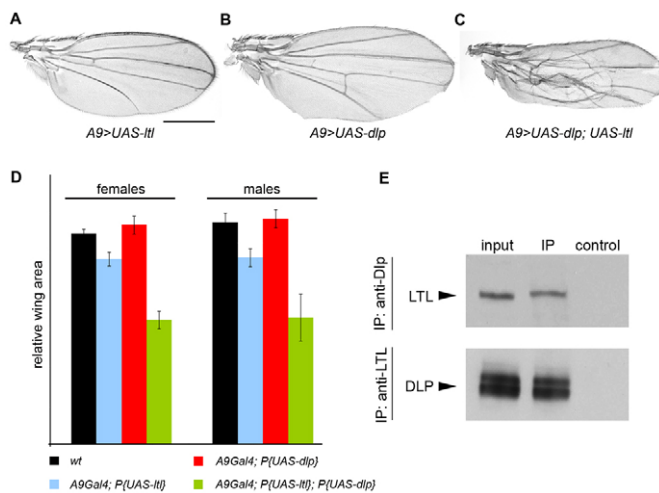 A
B
C
A9>UAS-ltl
A9>UAS-dlp
A9>UAS-dlp; UAS-ltl
D
females
males
relative wing area
wt
A9Gal4; P{UAS-dlp}
A9Gal4; P{UAS-ltl}
A9Gal4; P{UAS-ltl}; P{UAS-dlp}
E
input IP control
IP: anti-Dlp
LTL
IP: anti-LTL
DLP